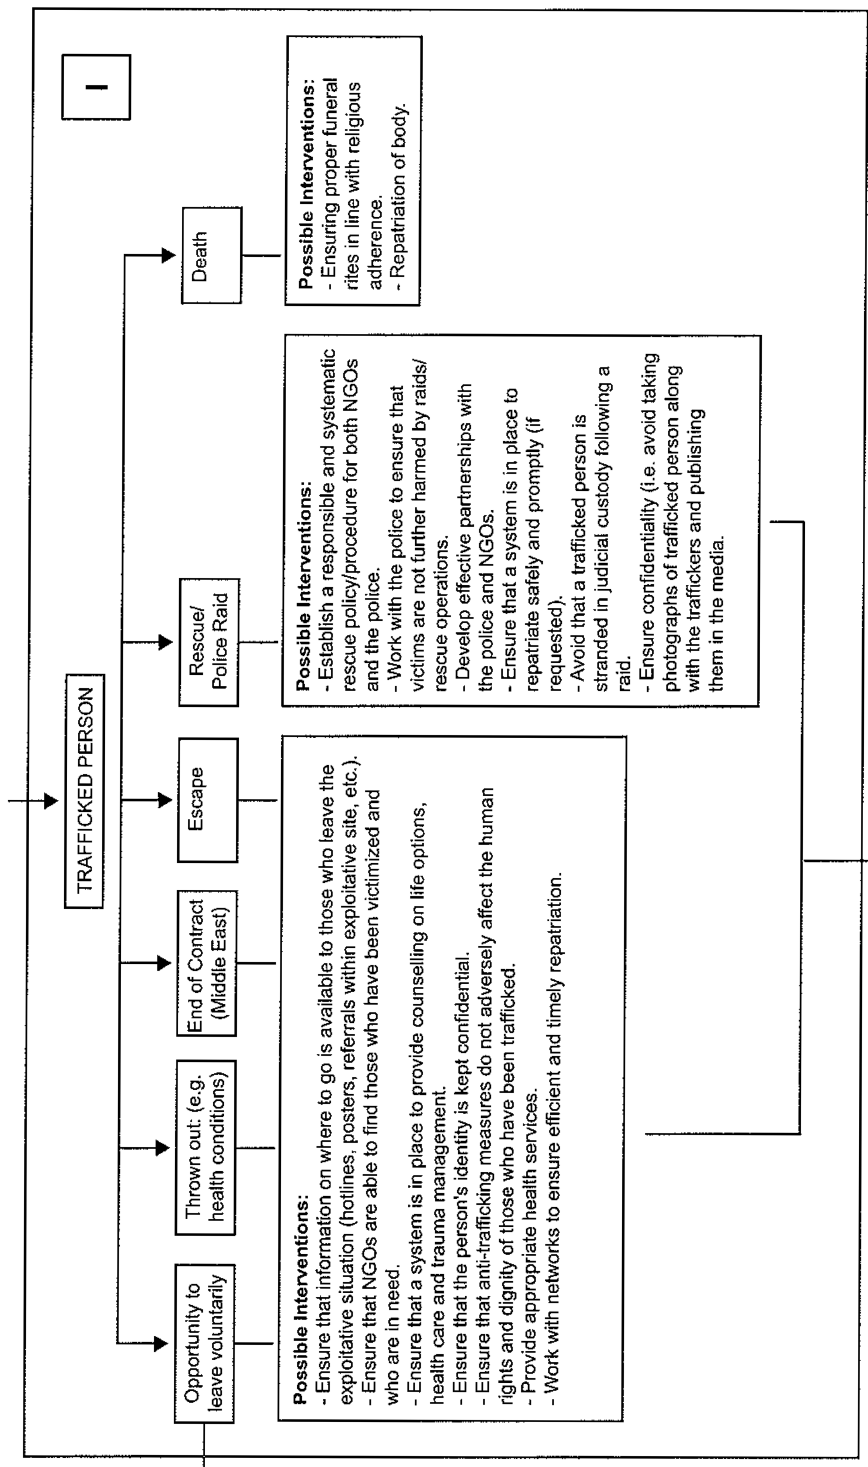 I
TRAFFICKED PERSON
Opportunity to
leave voluntarily
Thrown out: (e.g.
health conditions)
End of Contract
(Middle East)
Escape
Rescue/
Police Raid
Death
Possible Interventions:
- Ensure that information on where to go is available to those who leave the
exploitative situation (hotlines, posters, referrals within exploitative site, etc.).
- Ensure that NGOs are able to find those who have been victimized and
who are in need.
- Ensure that a system is in place to provide counselling on life options,
health care and trauma management.
- Ensure that the person's identity is kept confidential.
- Ensure that anti-trafficking measures do not adversely affect the human
rights and dignity of those who have been trafficked.
- Provide appropriate health services.
- Work with networks to ensure efficient and timely repatriation.
Possible Interventions:
- Establish a responsible and systematic
rescue policy/procedure for both NGOs
and the police.
- Work with the police to ensure that
victims are not further harmed by raids/
rescue operations.
- Develop effective partnerships with
the police and NGOs.
- Ensure that a system is in place to
repatriate safely and promptly (if
requested).
- Avoid that a trafficked person is
stranded in judicial custody following a
raid.
- Ensure confidentiality (i.e. avoid taking
photographs of trafficked person along
with the traffickers and publishing
them in the media.
Possible Interventions:
- Ensuring proper funeral
rites in line with religious
adherence.
- Repatriation of body.